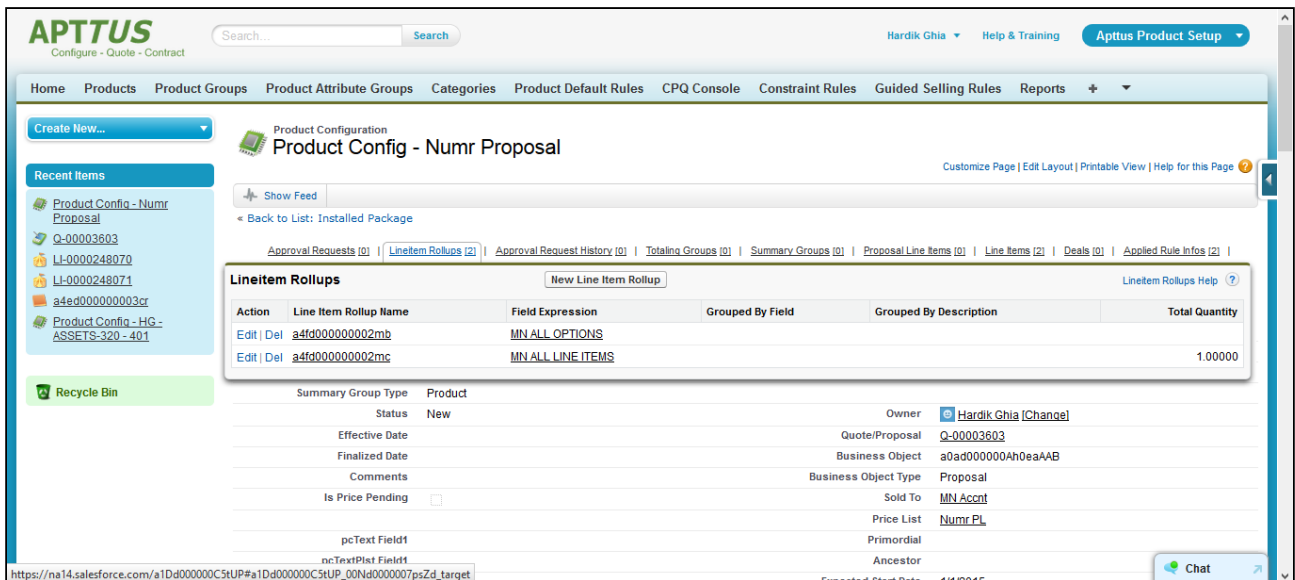 APTTUS
Configure - Quote - Contract
Search...
Search
Hardik Ghia
Help & Training
Apttus Product Setup
Home Products Product Groups Product Attribute Groups Categories Product Default Rules CPQ Console Constraint Rules Guided Selling Rules Reports +
Create New...
Recent Items
Product Config - Numr
Proposal
Q-00003603
LI-0000248070
LI-0000248071
a4ed000000003cr
Product Config - HG -
ASSETS-320 - 401
Recycle Bin
Product Configuration
Product Config - Numr Proposal
Customize Page | Edit Layout | Printable View | Help for this Page
Show Feed
« Back to List: Installed Package
Approval Requests [0] | Lineitem Rollups [2] | Approval Request History [0] | Totaling Groups [0] | Summary Groups [0] | Proposal Line Items [0] | Line Items [2] | Deals [0] | Applied Rule Infos [2] |
Lineitem Rollups
New Line Item Rollup
Lineitem Rollups Help ?
Action Line Item Rollup Name Field Expression Grouped By Field Grouped By Description Total Quantity
Edit | Del a4fd000000002mb MN ALL OPTIONS
Edit | Del a4fd000000002mc MN ALL LINE ITEMS 1.00000
Summary Group Type Product
Status New Owner Hardik Ghia [Change]
Effective Date Quote/Proposal Q-00003603
Finalized Date Business Object a0ad000000Ah0eaAAB
Comments Business Object Type Proposal
Is Price Pending Sold To MN Accnt
Price List Numr PL
pcText Field1 Primordial
pcTextPlst Field1 Ancestor
Expected Start Date 1/1/2015
Chat
https://na14.salesforce.com/a1Dd000000C5tUP#a1Dd000000C5tUP_00Nd0000007psZd_target